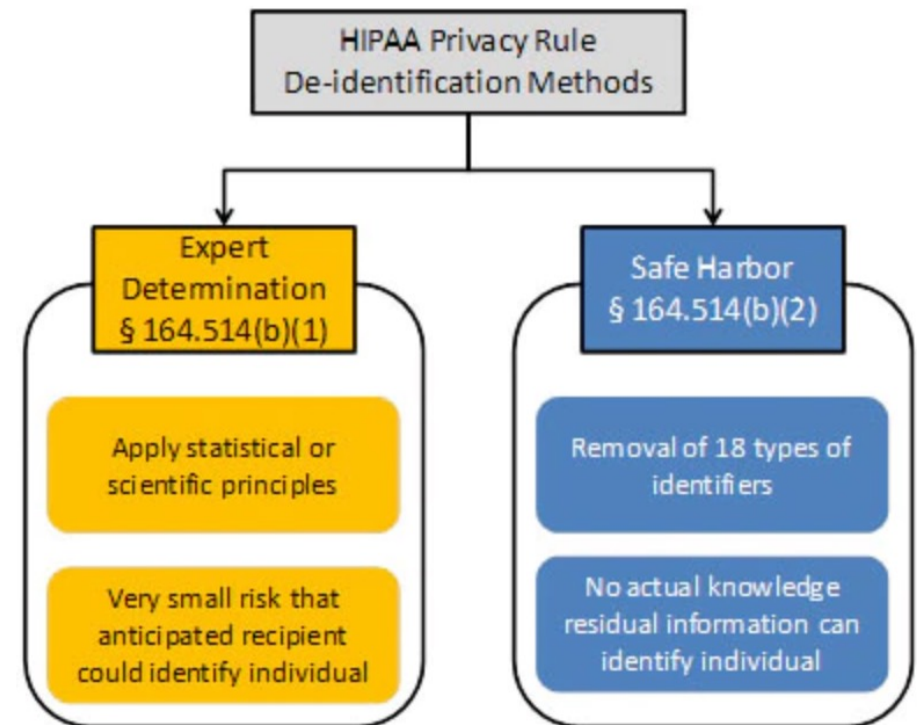 HIPAA Privacy Rule
De-identification Methods
Expert
Determination
§ 164.514(b)(1)
Apply statistical or
scientific principles
Very small risk that
anticipated recipient
could identify individual
Safe Harbor
§ 164.514(b)(2)
Removal of 18 types of
identifiers
No actual knowledge
residual information can
identify individual